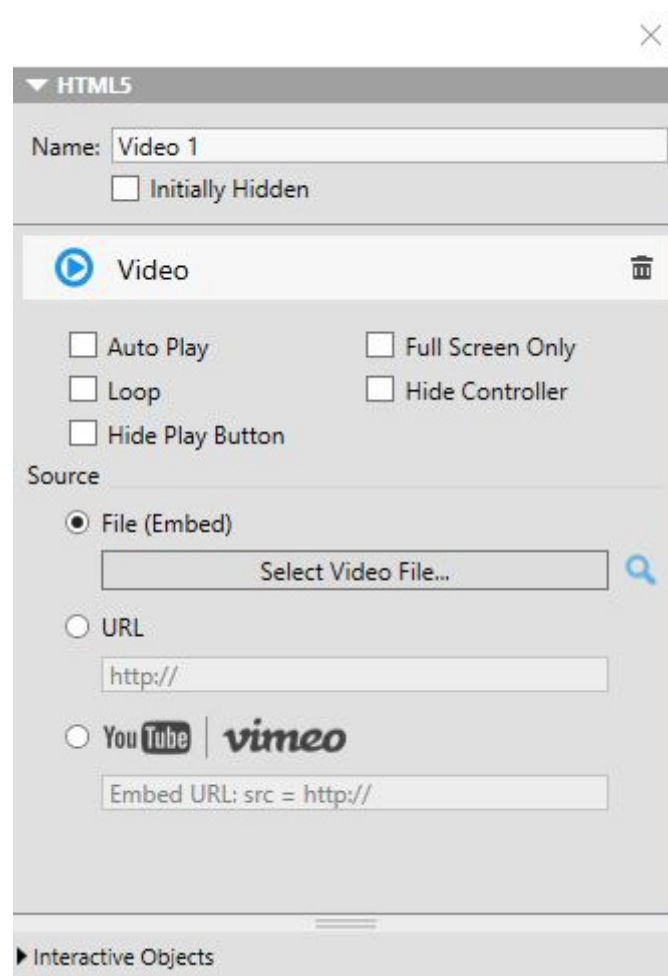 HTML5
Name: Video 1
Initially Hidden
Video
Auto Play Full Screen Only
Loop Hide Controller
Hide Play Button
Source
File (Embed)
Select Video File...
URL
http://
YouTube vimeo
Embed URL: src = http://
Interactive Objects